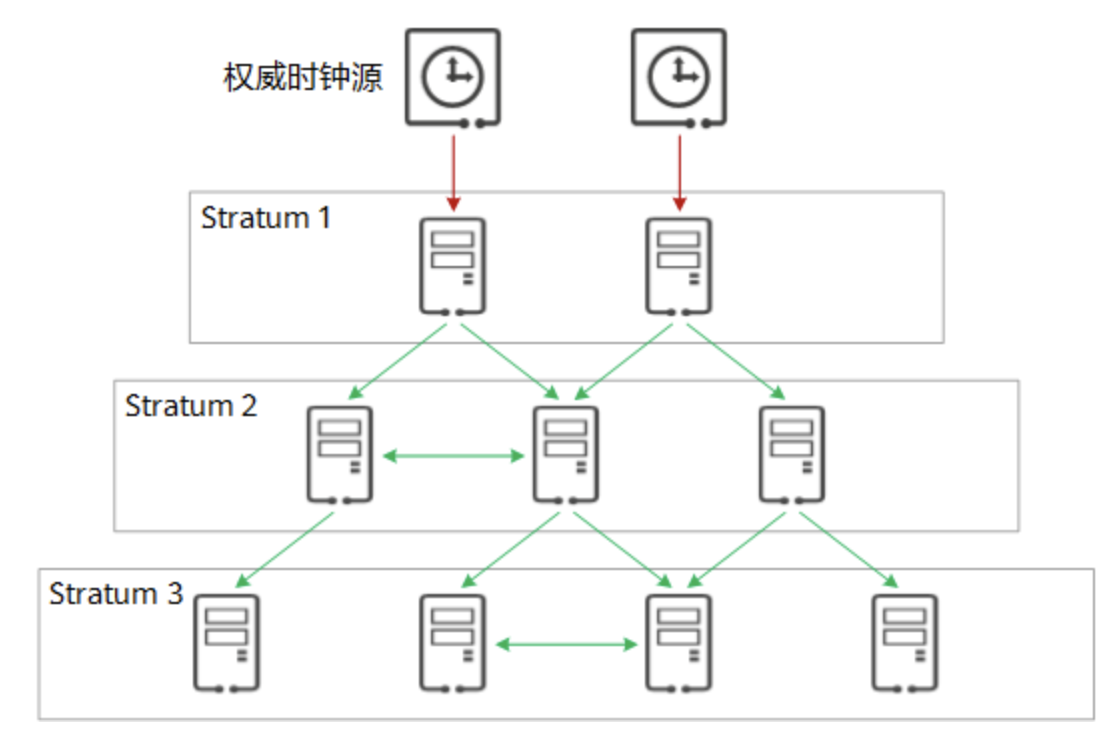 权威时钟源
Stratum 1
Stratum 2
Stratum 3